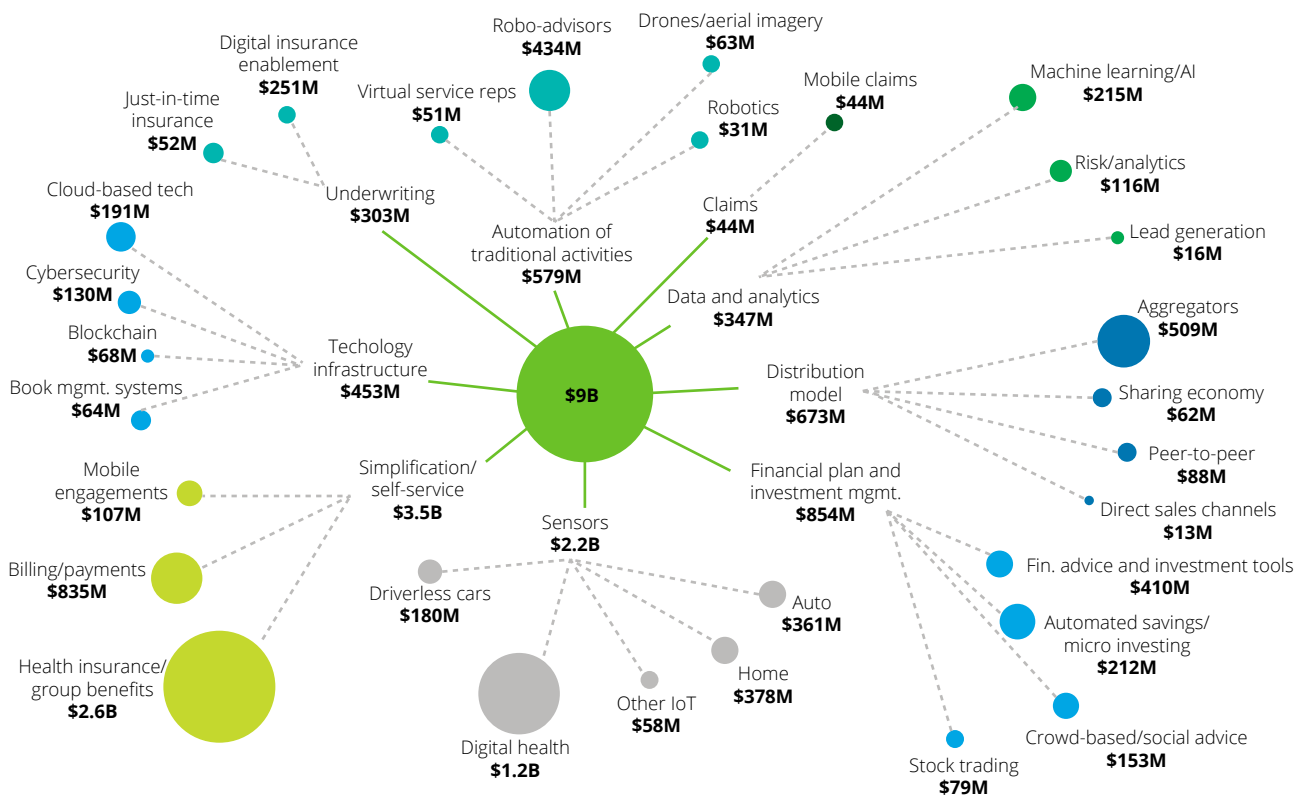 Robo-advisors
$434M
Drones/aerial imagery
$63M
Digital insurance
enablement
$251M
Virtual service reps
$51M
Mobile claims
$44M
Machine learning/AI
$215M
Just-in-time
insurance
$52M
Robotics
$31M
Risk/analytics
$116M
Cloud-based tech
$191M
Underwriting
$303M
Claims
$44M
Automation of
traditional activities
$579M
Lead generation
$16M
Cybersecurity
$130M
Data and analytics
$347M
Aggregators
$509M
Blockchain
$68M
Techology
infrastructure
$453M
Book mgmt. systems
$64M
$9B
Distribution
model
$673M
Sharing economy
$62M
Peer-to-peer
$88M
Mobile
engagements
$107M
Simplification/
self-service
$3.5B
Financial plan and
investment mgmt.
$854M
Direct sales channels
$13M
Sensors
$2.2B
Billing/payments
$835M
Driverless cars
$180M
Auto
$361M
Fin. advice and investment tools
$410M
Automated savings/
micro investing
$212M
Health insurance/
group benefits
$2.6B
Home
$378M
Other IoT
$58M
Digital health
$1.2B
Crowd-based/social advice
$153M
Stock trading
$79M